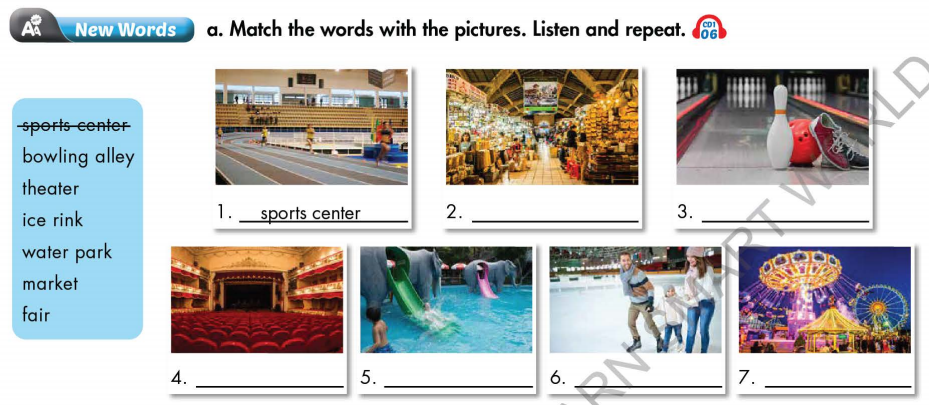 AA New Words
a. Match the words with the pictures. Listen and repeat.
CD1
06
sports center
bowling alley
theater
ice rink
water park
market
fair
1. sports center
2.
3.
4.
5.
6.
7.